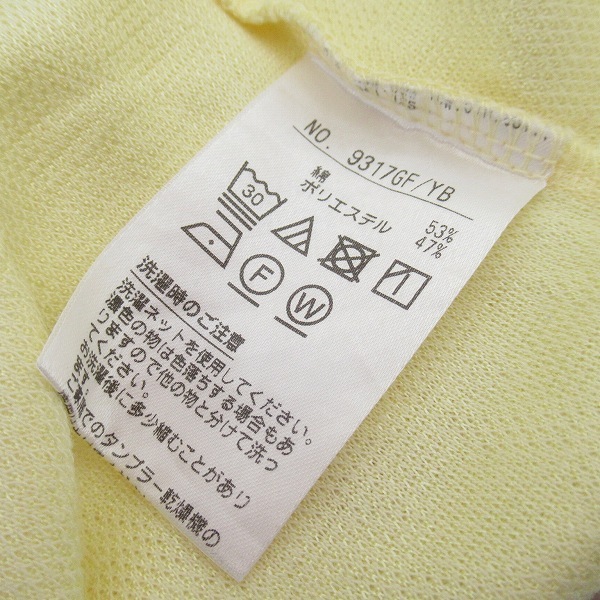 NO. 9317GF/YB
綿 53%
ポリエステル 47%
30
F W
洗濯時のご注意
洗濯ネットを使用してください。
濃色の物は色落ちする場合もあ
りますので他の物と分けて洗っ
てください。
お洗濯後に多少縮むことがあり
ます。
ご家庭でのタンブラー乾燥機の